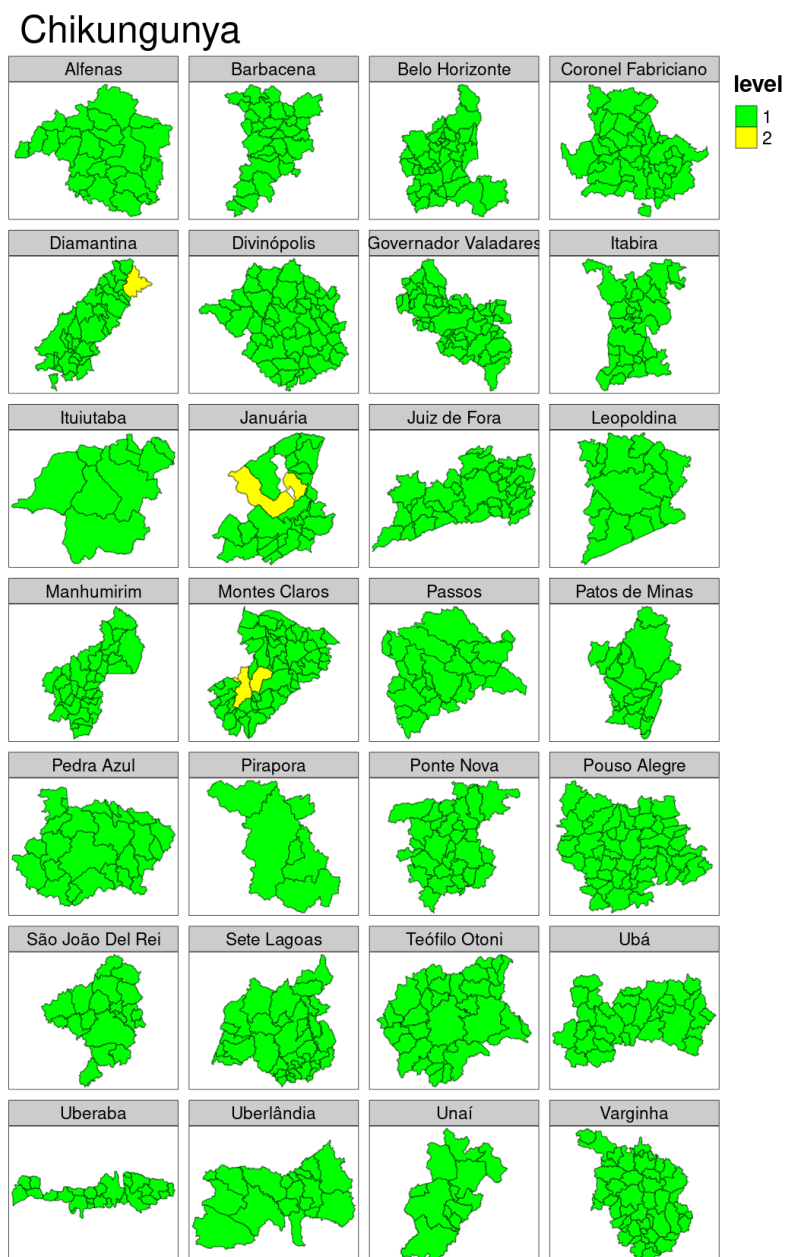 Chikungunya
Alfenas
Barbacena
Belo Horizonte
Coronel Fabriciano
level
1
2
Diamantina
Divinópolis
Governador Valadares
Itabira
Ituiutaba
Januária
Juiz de Fora
Leopoldina
Manhumirim
Montes Claros
Passos
Patos de Minas
Pedra Azul
Pirapora
Ponte Nova
Pouso Alegre
São João Del Rei
Sete Lagoas
Teófilo Otoni
Ubá
Uberaba
Uberlândia
Unaí
Varginha